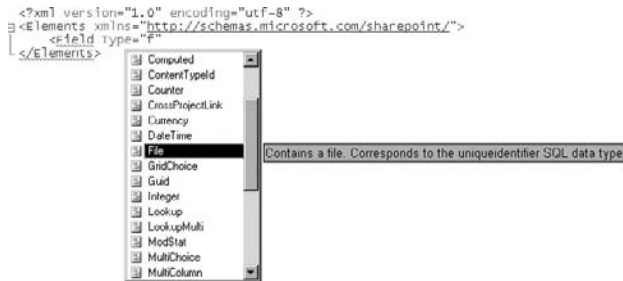 <?xml version="1.0" encoding="utf-8" ?>
<Elements xmlns="http://schemas.microsoft.com/sharepoint/">
<Field Type="f"
</Elements>
Computed
ContentTypeId
Counter
CrossProjectLink
Currency
DateTime
File
Contains a file. Corresponds to the uniqueidentifier SQL data type
GridChoice
Guid
Integer
Lookup
LookupMulti
ModStat
MultiChoice
MultiColumn